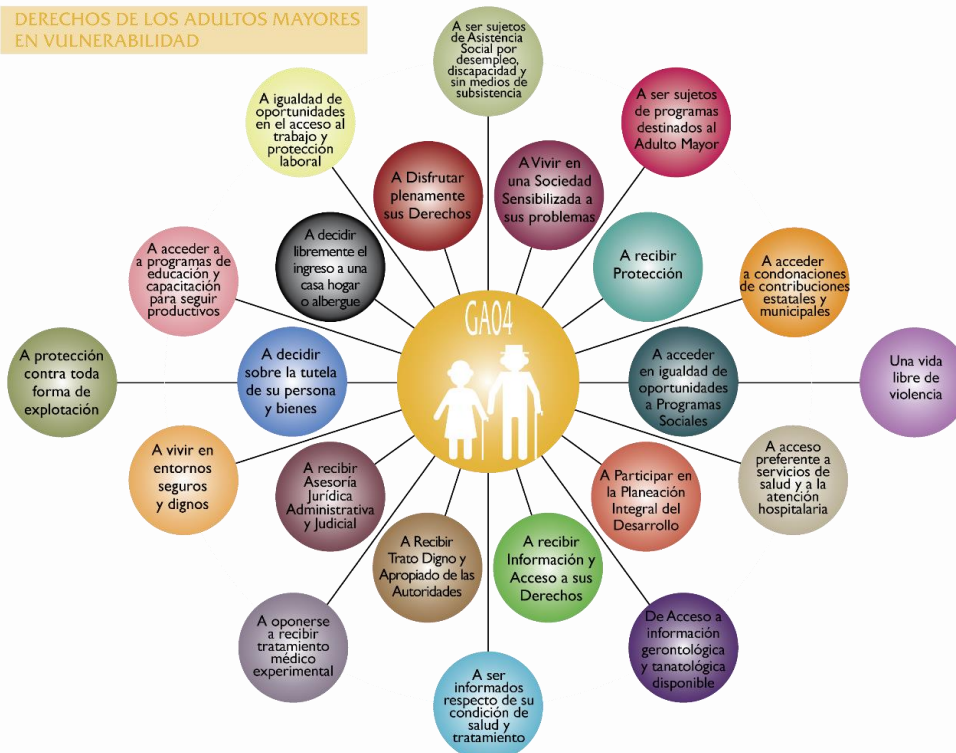 DERECHOS DE LOS ADULTOS MAYORES
EN VULNERABILIDAD
A ser sujetos
de Asistencia
Social por
desempleo,
discapacidad y
sin medios de
subsistencia
A igualdad de
oportunidades
en el acceso al
trabajo y
protección
laboral
A ser sujetos
de programas
destinados al
Adulto Mayor
A Disfrutar
plenamente
sus Derechos
A Vivir en
una Sociedad
Sensibilizada a
sus problemas
A acceder a
a programas de
educación y
capacitación
para seguir
productivos
A decidir
libremente el
ingreso a una
casa hogar
o albergue
A recibir
Protección
A acceder
a condonaciones
de contribuciones
estatales y
municipales
GA04
A protección
contra toda
forma de
explotación
A decidir
sobre la tutela
de su persona
y bienes
A acceder
en igualdad de
oportunidades
a Programas
Sociales
Una vida
libre de
violencia
A vivir en
entornos
seguros
y dignos
A recibir
Asesoría
Jurídica
Administrativa
y Judicial
A Participar en
la Planeación
Integral del
Desarrollo
A acceso
preferente a
servicios de
salud y a la
atención
hospitalaria
A Recibir
Trato Digno y
Apropiado de las
Autoridades
A recibir
Información y
Acceso a sus
Derechos
A oponerse
a recibir
tratamiento
médico
experimental
De Acceso a
información
gerontológica
y tanatológica
disponible
A ser
informados
respecto de su
condición de
salud y
tratamiento